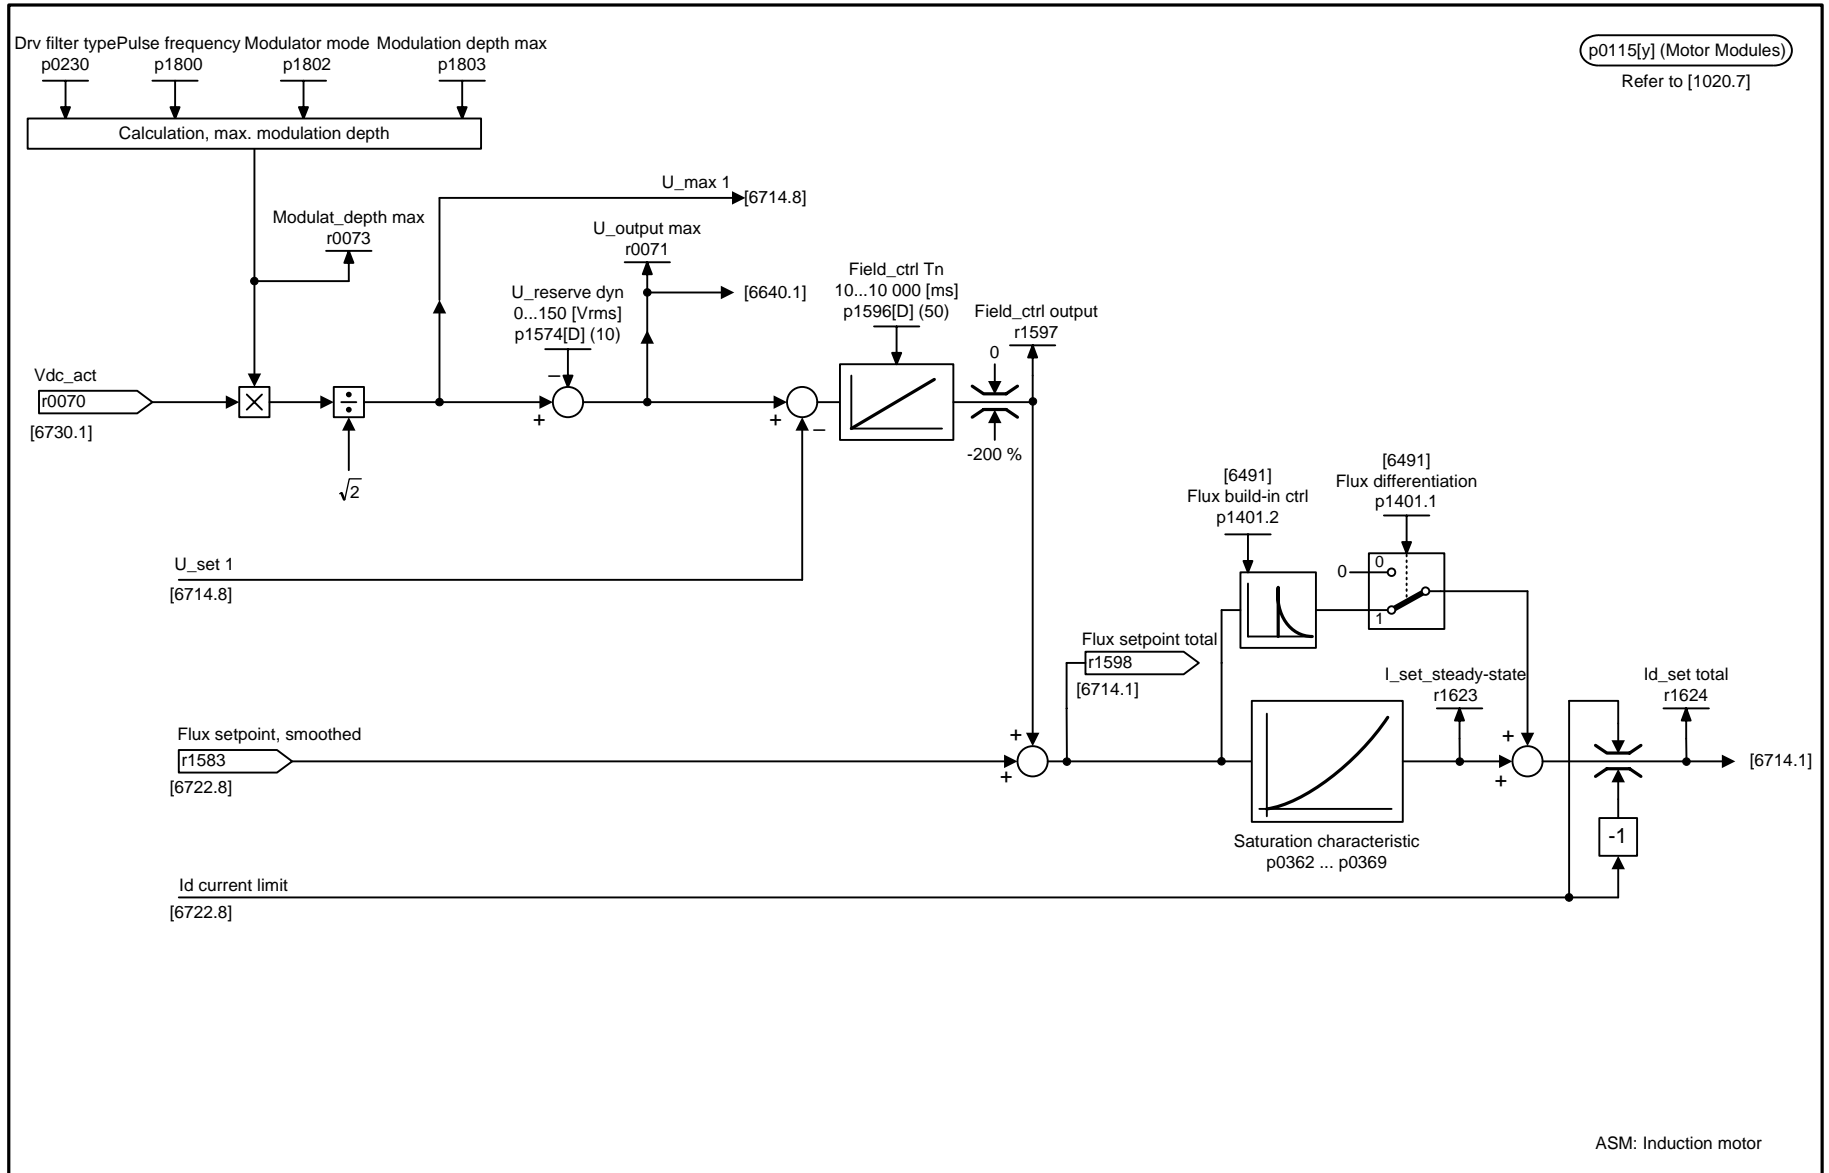 Drv filter type Pulse frequency Modulator mode Modulation depth max
p0230 p1800 p1802 p1803
p0115[y] (Motor Modules)
Refer to [1020.7]
Calculation, max. modulation depth
U_max 1
[6714.8]
Modulat_depth max
r0073
U_output max
r0071
[6640.1]
U_reserve dyn
0...150 [Vrms]
p1574[D] (10)
Field_ctrl Tn
10...10 000 [ms]
p1596[D] (50)
Field_ctrl output
r1597
0
-200 %
Vdc_act
r0070
[6730.1]
×
÷
√2
+
–
+
–
U_set 1
[6714.8]
[6491]
Flux build-in ctrl
p1401.2
[6491]
Flux differentiation
p1401.1
0
0
1
Flux setpoint total
r1598
[6714.1]
I_set_steady-state
r1623
Id_set total
r1624
Flux setpoint, smoothed
r1583
[6722.8]
+
+
+
+
[6714.1]
Saturation characteristic
p0362 ... p0369
-1
Id current limit
[6722.8]
ASM: Induction motor